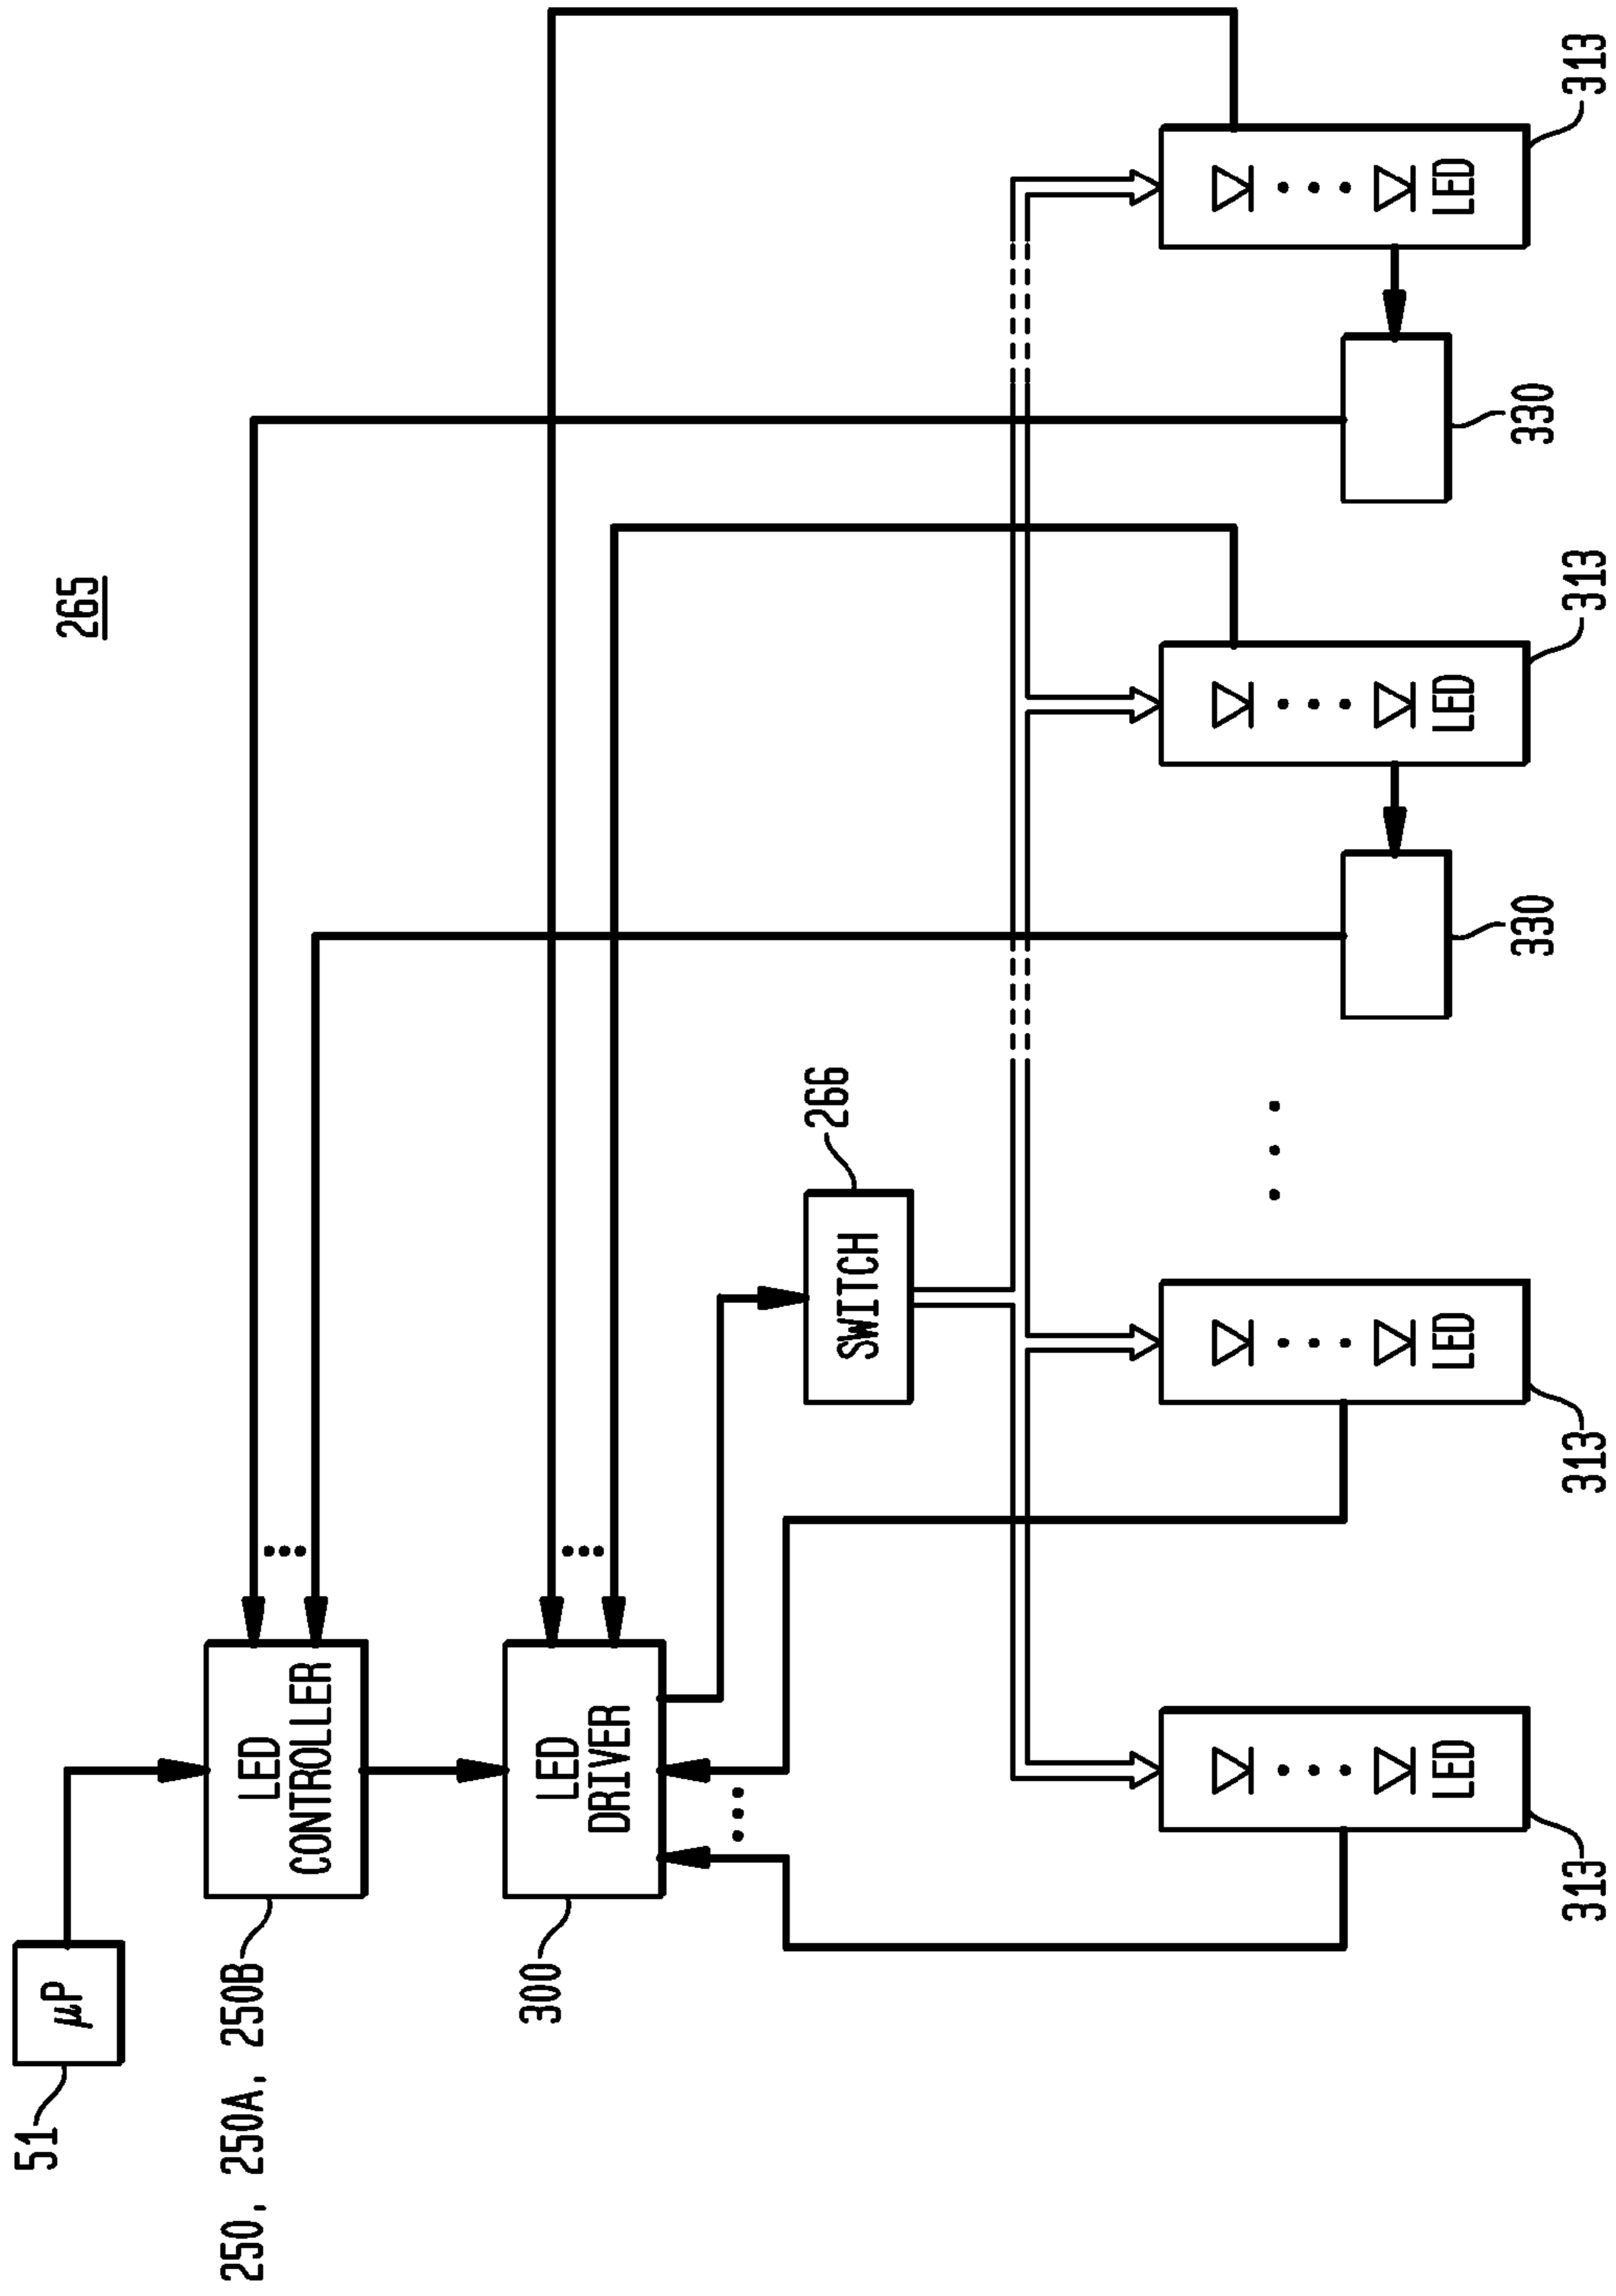 265
51
μP
250, 250A, 250B
LED
CONTROLLER
300
LED
DRIVER
SWITCH
266
LED
LED
LED
LED
313
313
330
313
330
313